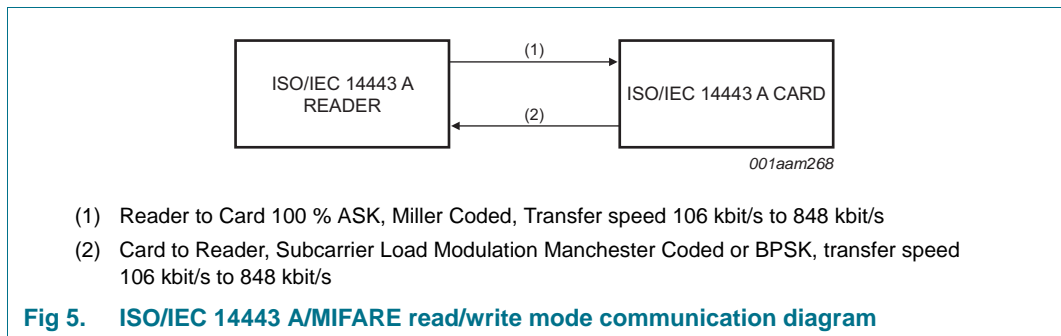 (1)
ISO/IEC 14443 A
READER
ISO/IEC 14443 A CARD
(2)
001aam268
(1) Reader to Card 100 % ASK, Miller Coded, Transfer speed 106 kbit/s to 848 kbit/s
(2) Card to Reader, Subcarrier Load Modulation Manchester Coded or BPSK, transfer speed
106 kbit/s to 848 kbit/s
Fig 5. ISO/IEC 14443 A/MIFARE read/write mode communication diagram